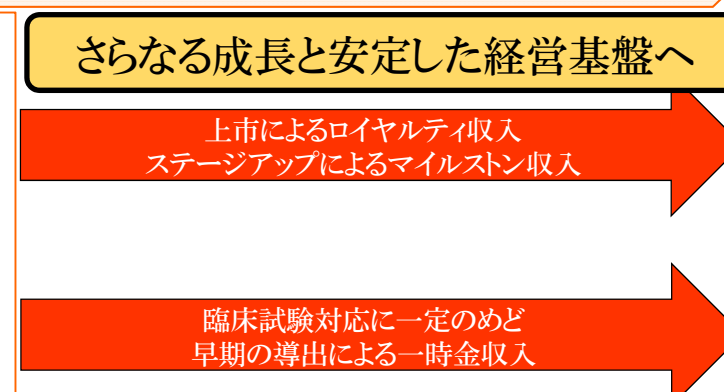 さらなる成長と安定した経営基盤へ
上市によるロイヤルティ収入
ステージアップによるマイルストン収入
臨床試験対応に一定のめど
早期の導出による一時金収入